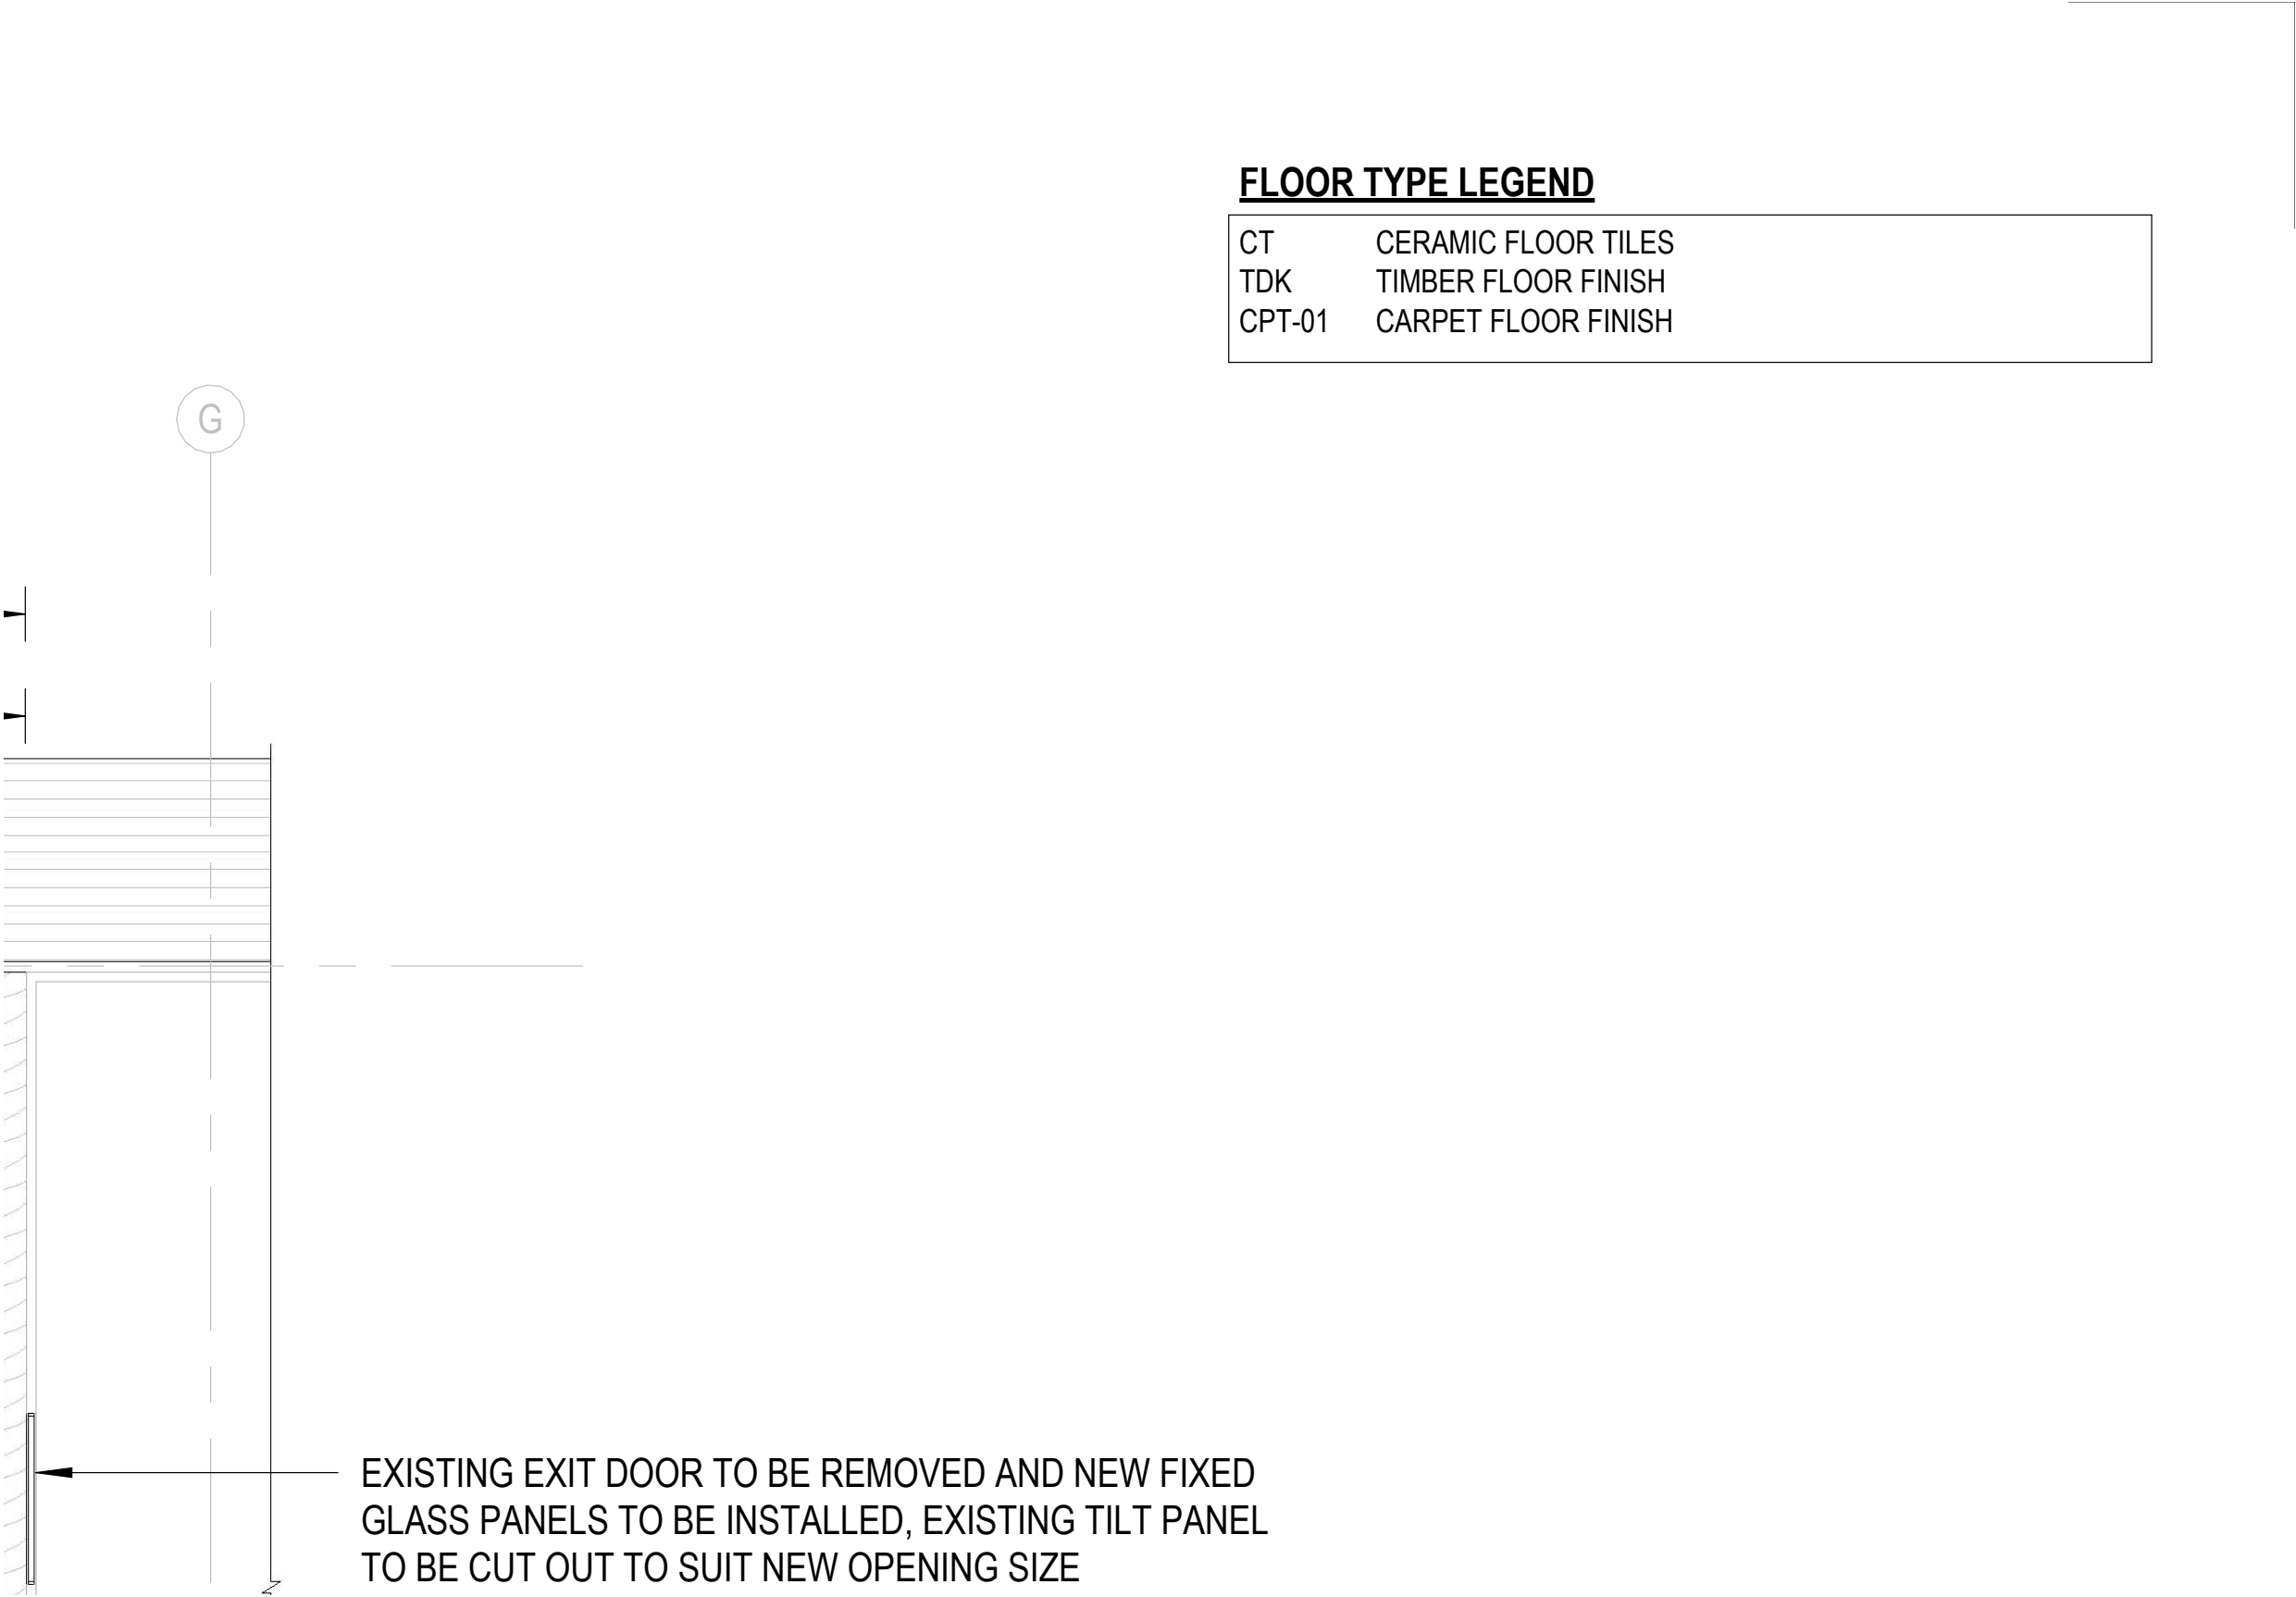 FLOOR TYPE LEGEND
CT CERAMIC FLOOR TILES
TDK TIMBER FLOOR FINISH
CPT-01 CARPET FLOOR FINISH
G
EXISTING EXIT DOOR TO BE REMOVED AND NEW FIXED
GLASS PANELS TO BE INSTALLED, EXISTING TILT PANEL
TO BE CUT OUT TO SUIT NEW OPENING SIZE